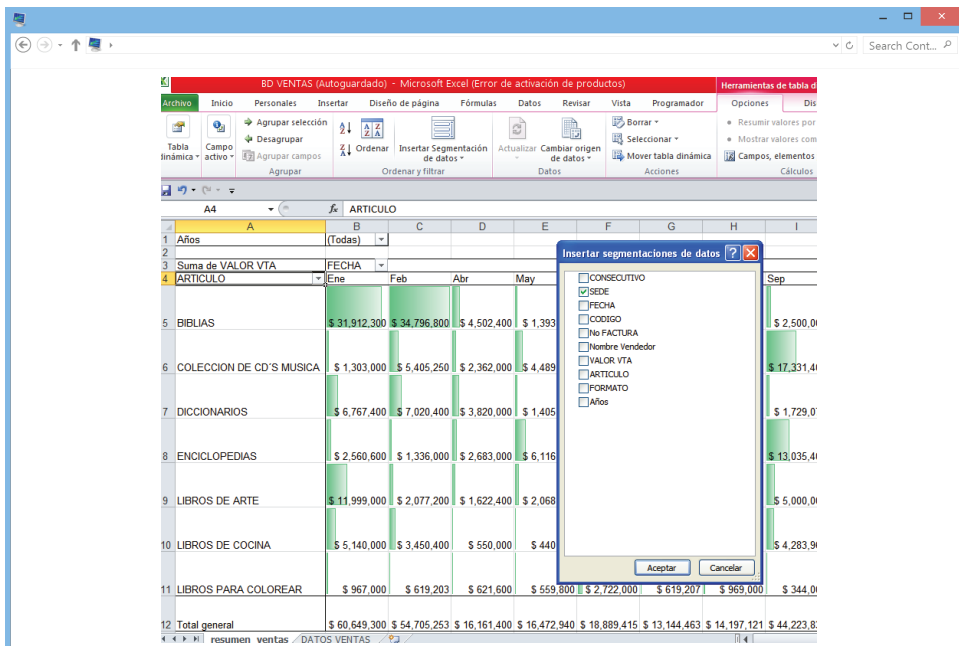 Search Cont...
BD VENTAS (Autoguardado) - Microsoft Excel (Error de activación de productos)
Herramientas de tabla d
Archivo Inicio Personales Insertar Diseño de página Fórmulas Datos Revisar Vista Programador Opciones Dis
Agrupar selección
Desagrupar
Agrupar campos
Tabla dinámica
Campo activo
Ordenar
Insertar Segmentación de datos
Actualizar
Cambiar origen de datos
Borrar
Seleccionar
Mover tabla dinámica
Resumir valores por
Mostrar valores com
Campos, elementos
Agrupar Ordenar y filtrar Datos Acciones Cálculos
A4 fx ARTICULO
A B C D E F G H I
1 Años (Todas)
2
3 Suma de VALOR VTA FECHA
4 ARTICULO Ene Feb Abr May Sep
5 BIBLIAS $ 31,912,300 $ 34,796,800 $ 4,502,400 $ 1,393 $ 2,500,0
6 COLECCION DE CD´S MUSICA $ 1,303,000 $ 5,405,250 $ 2,362,000 $ 4,489 $ 17,331,4
7 DICCIONARIOS $ 6,767,400 $ 7,020,400 $ 3,820,000 $ 1,405 $ 1,729,0
8 ENCICLOPEDIAS $ 2,560,600 $ 1,336,000 $ 2,683,000 $ 6,116 $ 13,035,4
9 LIBROS DE ARTE $ 11,999,000 $ 2,077,200 $ 1,622,400 $ 2,068 $ 5,000,0
10 LIBROS DE COCINA $ 5,140,000 $ 3,450,400 $ 550,000 $ 440 $ 4,283,9
11 LIBROS PARA COLOREAR $ 967,000 $ 619,203 $ 621,600 $ 559,800 $ 2,722,000 $ 619,207 $ 969,000 $ 344,0
12 Total general $ 60,649,300 $ 54,705,253 $ 16,161,400 $ 16,472,940 $ 18,889,415 $ 13,144,463 $ 14,197,121 $ 44,223,8
Insertar segmentaciones de datos
CONSECUTIVO
SEDE
FECHA
CODIGO
No FACTURA
Nombre Vendedor
VALOR VTA
ARTICULO
FORMATO
Años
Aceptar Cancelar
resumen_ventas DATOS VENTAS